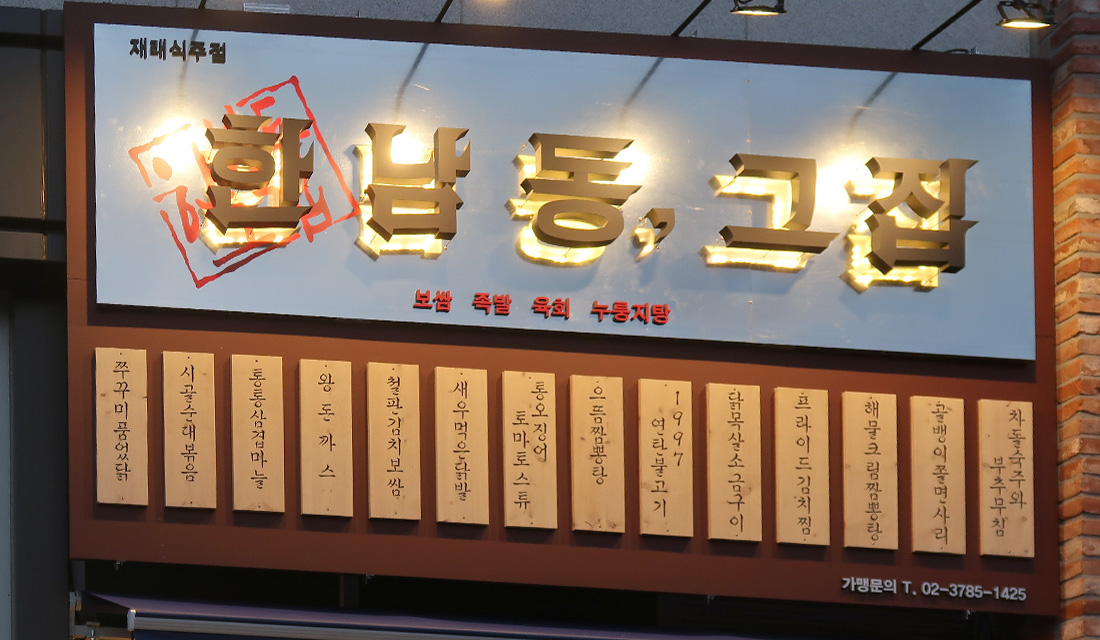 재래식주점
한남동, 그집
보쌈 족발 육회 누룽지탕
쭈꾸미품었닭
시골순대볶음
통통삼겹마늘
왕돈까스
철판김치보쌈
새우먹은닭발
통오징어
토마토스튜
으뜸짬뽕탕
1997
연탄불고기
닭목살소금구이
프라이드김치찜
해물크림짬뽕탕
골뱅이쫄면사리
차돌숙주와
부추무침
가맹문의 T. 02-3785-1425